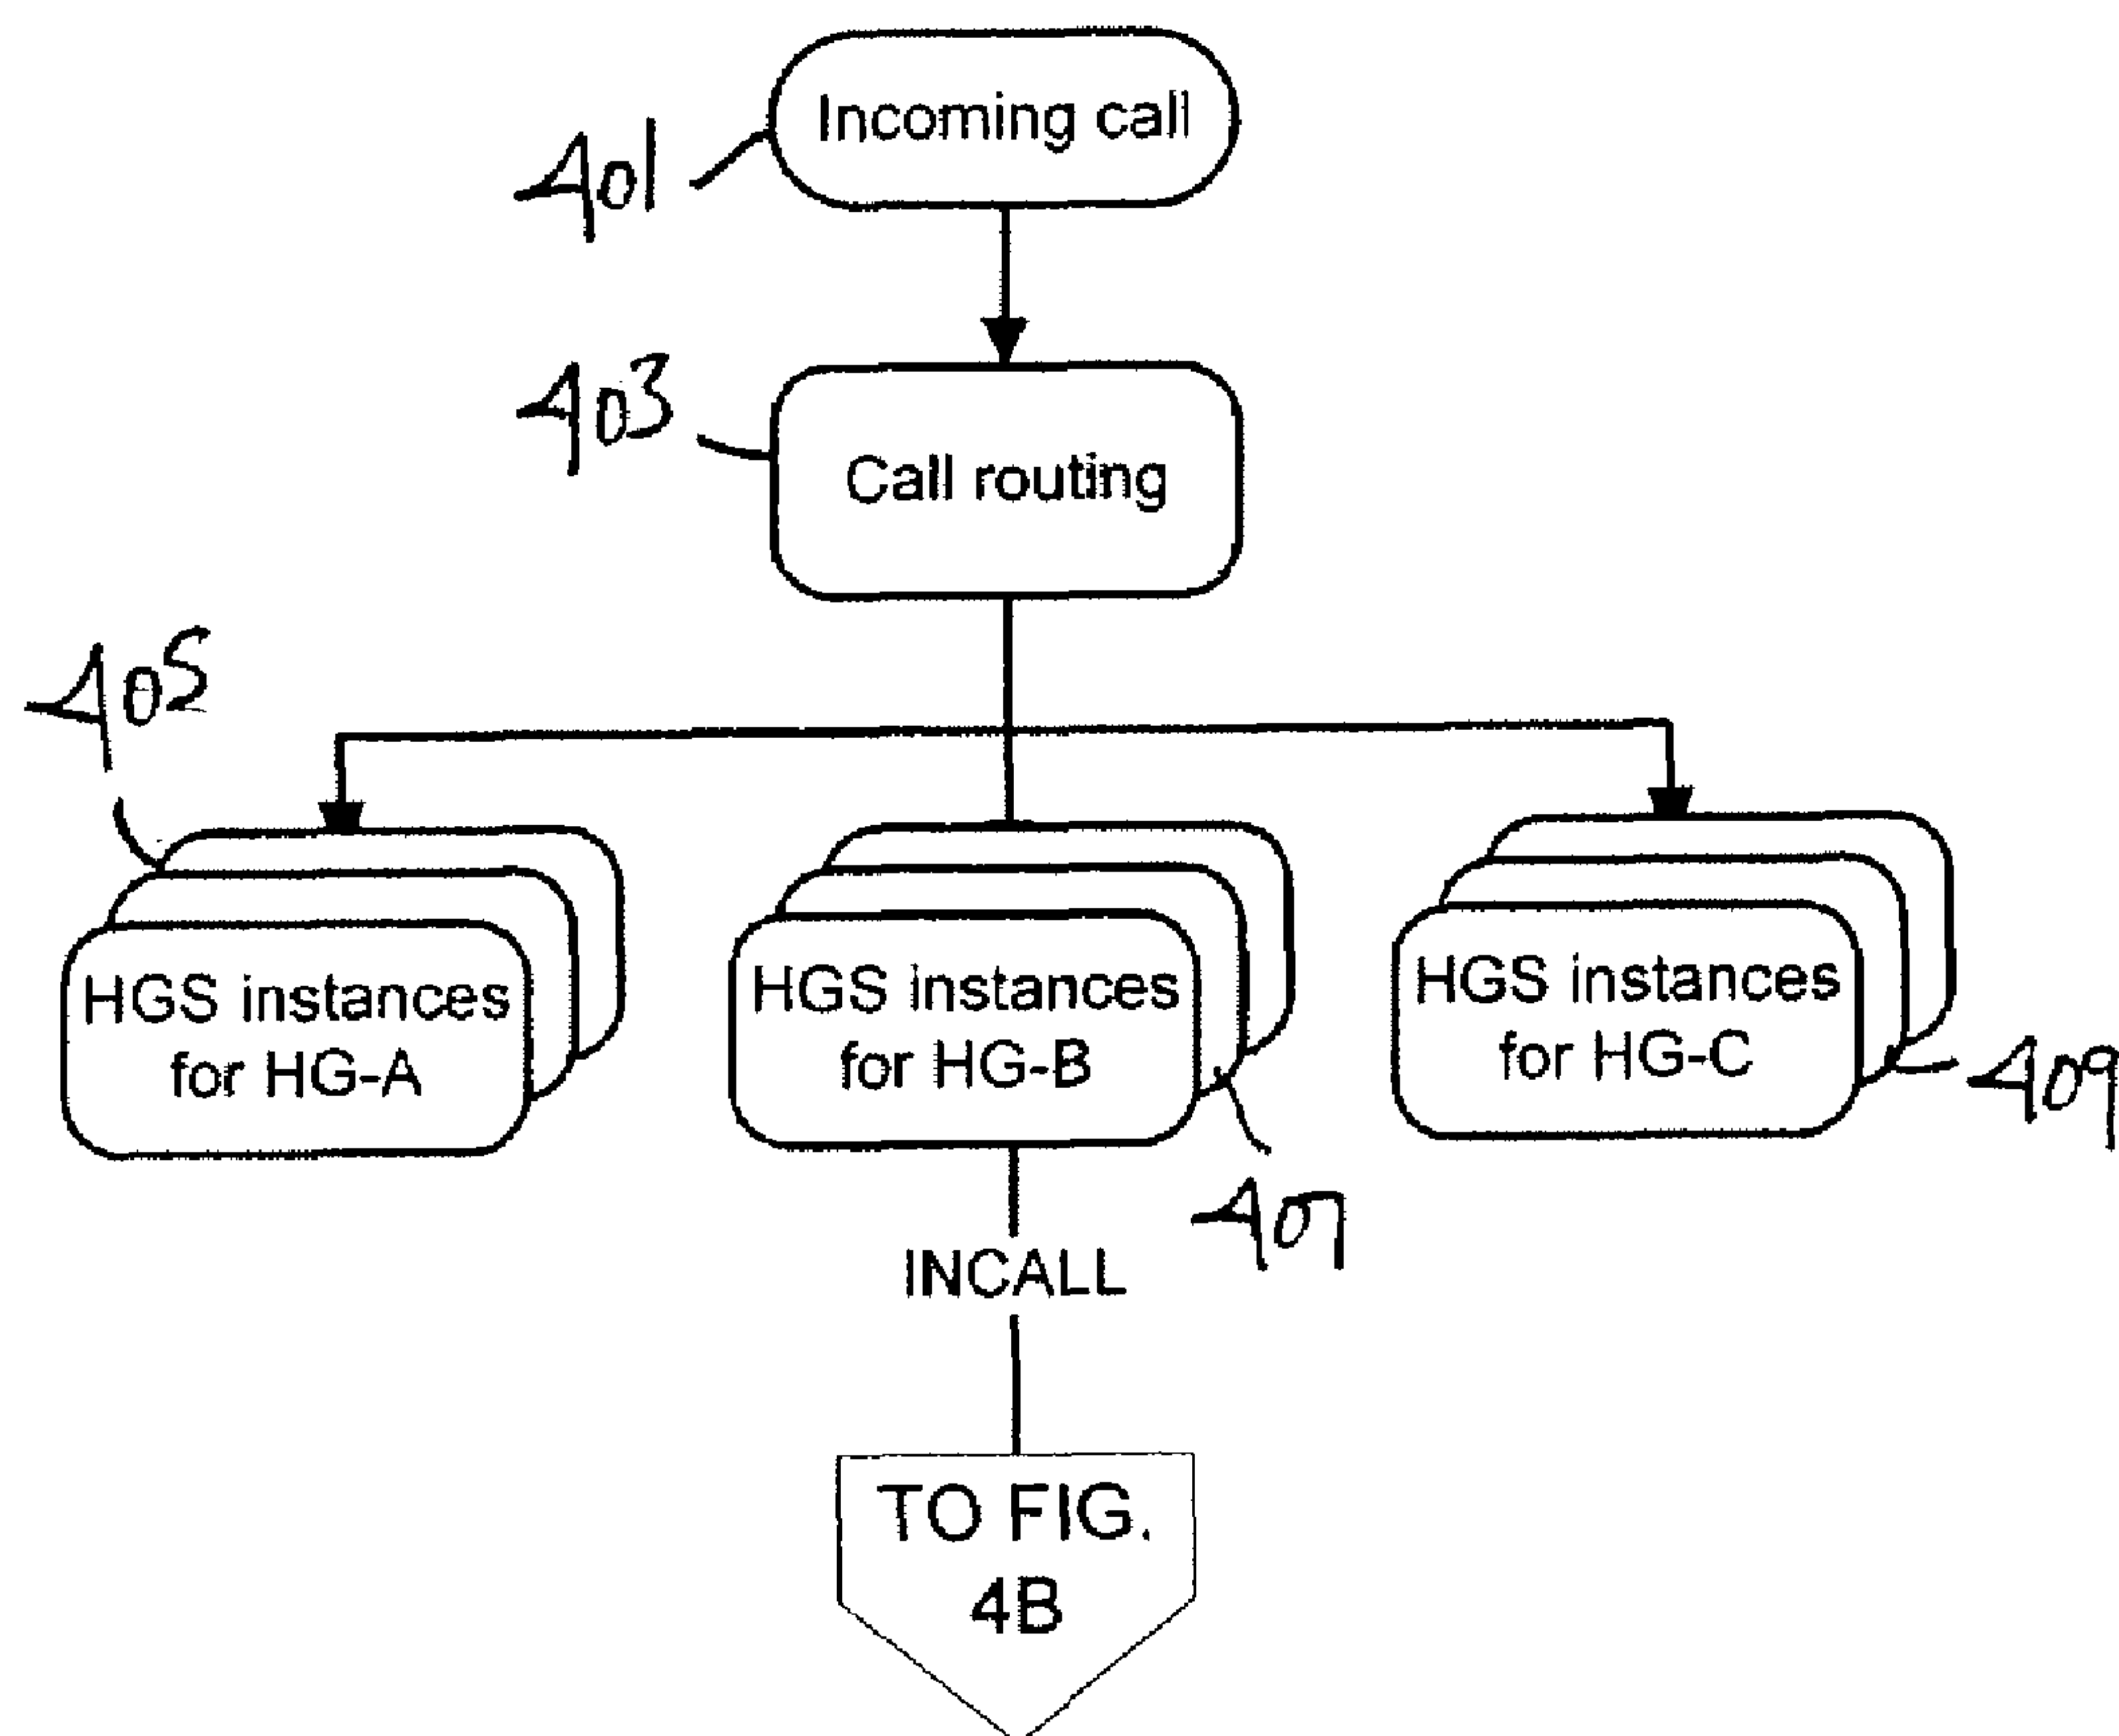 Incoming call
401
403
Call routing
405
HGS instances
for HG-A
HGS instances
for HG-B
HGS instances
for HG-C
409
407
INCALL
TO FIG.
4B